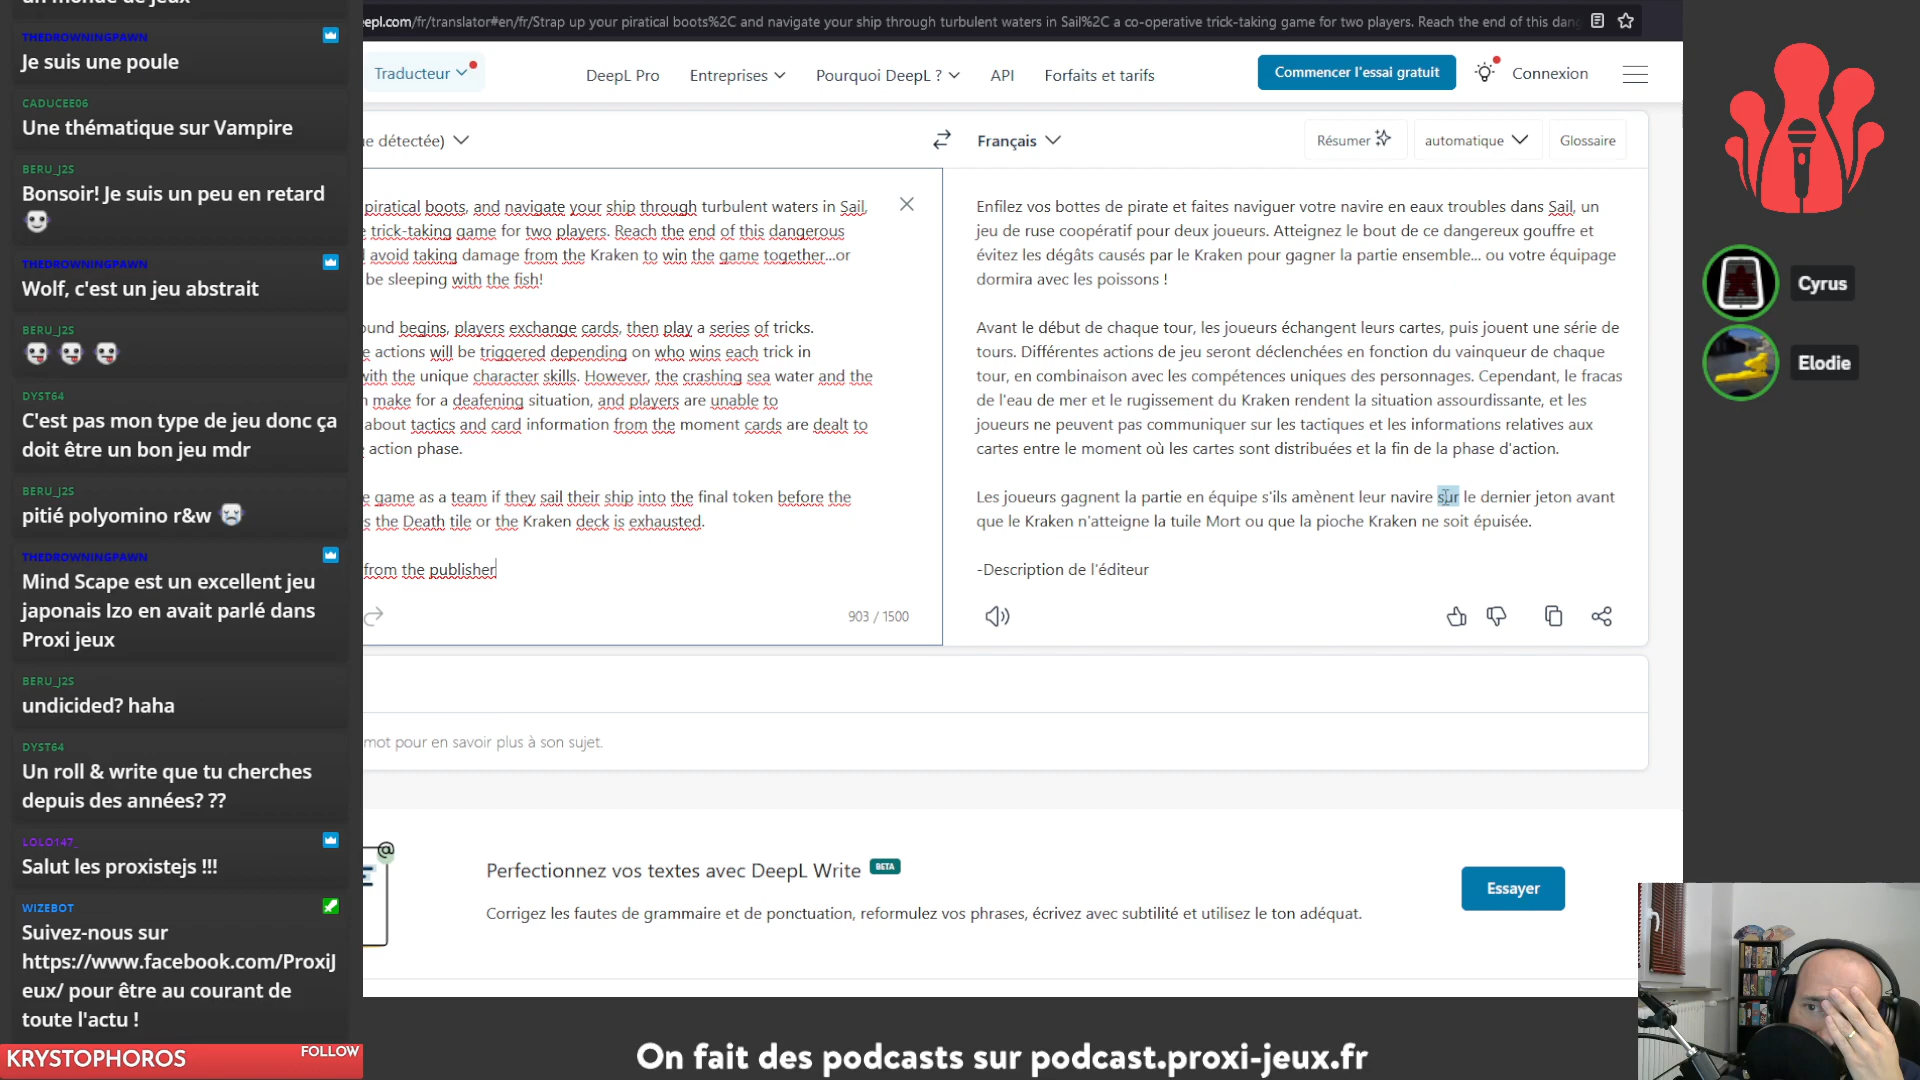 un monde de jeux
THEDROWNINGPAWN
Je suis une poule
CADUCEE06
Une thématique sur Vampire
BERU_J2S
Bonsoir! Je suis un peu en retard
THEDROWNINGPAWN
Wolf, c'est un jeu abstrait
BERU_J2S
DYST64
C'est pas mon type de jeu donc ça
doit être un bon jeu mdr
BERU_J2S
pitié polyomino r&w
THEDROWNINGPAWN
Mind Scape est un excellent jeu
japonais Izo en avait parlé dans
Proxi jeux
BERU_J2S
undicided? haha
DYST64
Un roll & write que tu cherches
depuis des années? ??
LOLO147_
Salut les proxistejs !!!
WIZEBOT
Suivez-nous sur
https://www.facebook.com/ProxiJ
eux/ pour être au courant de
toute l'actu !
KRYSTOPHOROS
FOLLOW
epl.com/fr/translator#en/fr/Strap up your piratical boots%2C and navigate your ship through turbulent waters in Sail%2C a co-operative trick-taking game for two players. Reach the end of this dang
Traducteur
DeepL Pro
Entreprises
Pourquoi DeepL ?
API
Forfaits et tarifs
Commencer l'essai gratuit
Connexion
ue détectée)
Français
Résumer
automatique
Glossaire
piratical boots, and navigate your ship through turbulent waters in Sail,
e trick-taking game for two players. Reach the end of this dangerous
avoid taking damage from the Kraken to win the game together...or
be sleeping with the fish!
ound begins, players exchange cards, then play a series of tricks.
e actions will be triggered depending on who wins each trick in
with the unique character skills. However, the crashing sea water and the
n make for a deafening situation, and players are unable to
about tactics and card information from the moment cards are dealt to
action phase.
e game as a team if they sail their ship into the final token before the
s the Death tile or the Kraken deck is exhausted.
from the publisher
903 / 1500
Enfilez vos bottes de pirate et faites naviguer votre navire en eaux troubles dans Sail, un
jeu de ruse coopératif pour deux joueurs. Atteignez le bout de ce dangereux gouffre et
évitez les dégâts causés par le Kraken pour gagner la partie ensemble... ou votre équipage
dormira avec les poissons !
Avant le début de chaque tour, les joueurs échangent leurs cartes, puis jouent une série de
tours. Différentes actions de jeu seront déclenchées en fonction du vainqueur de chaque
tour, en combinaison avec les compétences uniques des personnages. Cependant, le fracas
de l'eau de mer et le rugissement du Kraken rendent la situation assourdissante, et les
joueurs ne peuvent pas communiquer sur les tactiques et les informations relatives aux
cartes entre le moment où les cartes sont distribuées et la fin de la phase d'action.
Les joueurs gagnent la partie en équipe s'ils amènent leur navire sur le dernier jeton avant
que le Kraken n'atteigne la tuile Mort ou que la pioche Kraken ne soit épuisée.
-Description de l'éditeur
mot pour en savoir plus à son sujet.
Perfectionnez vos textes avec DeepL Write
BETA
Corrigez les fautes de grammaire et de ponctuation, reformulez vos phrases, écrivez avec subtilité et utilisez le ton adéquat.
Essayer
Cyrus
Elodie
On fait des podcasts sur podcast.proxi-jeux.fr